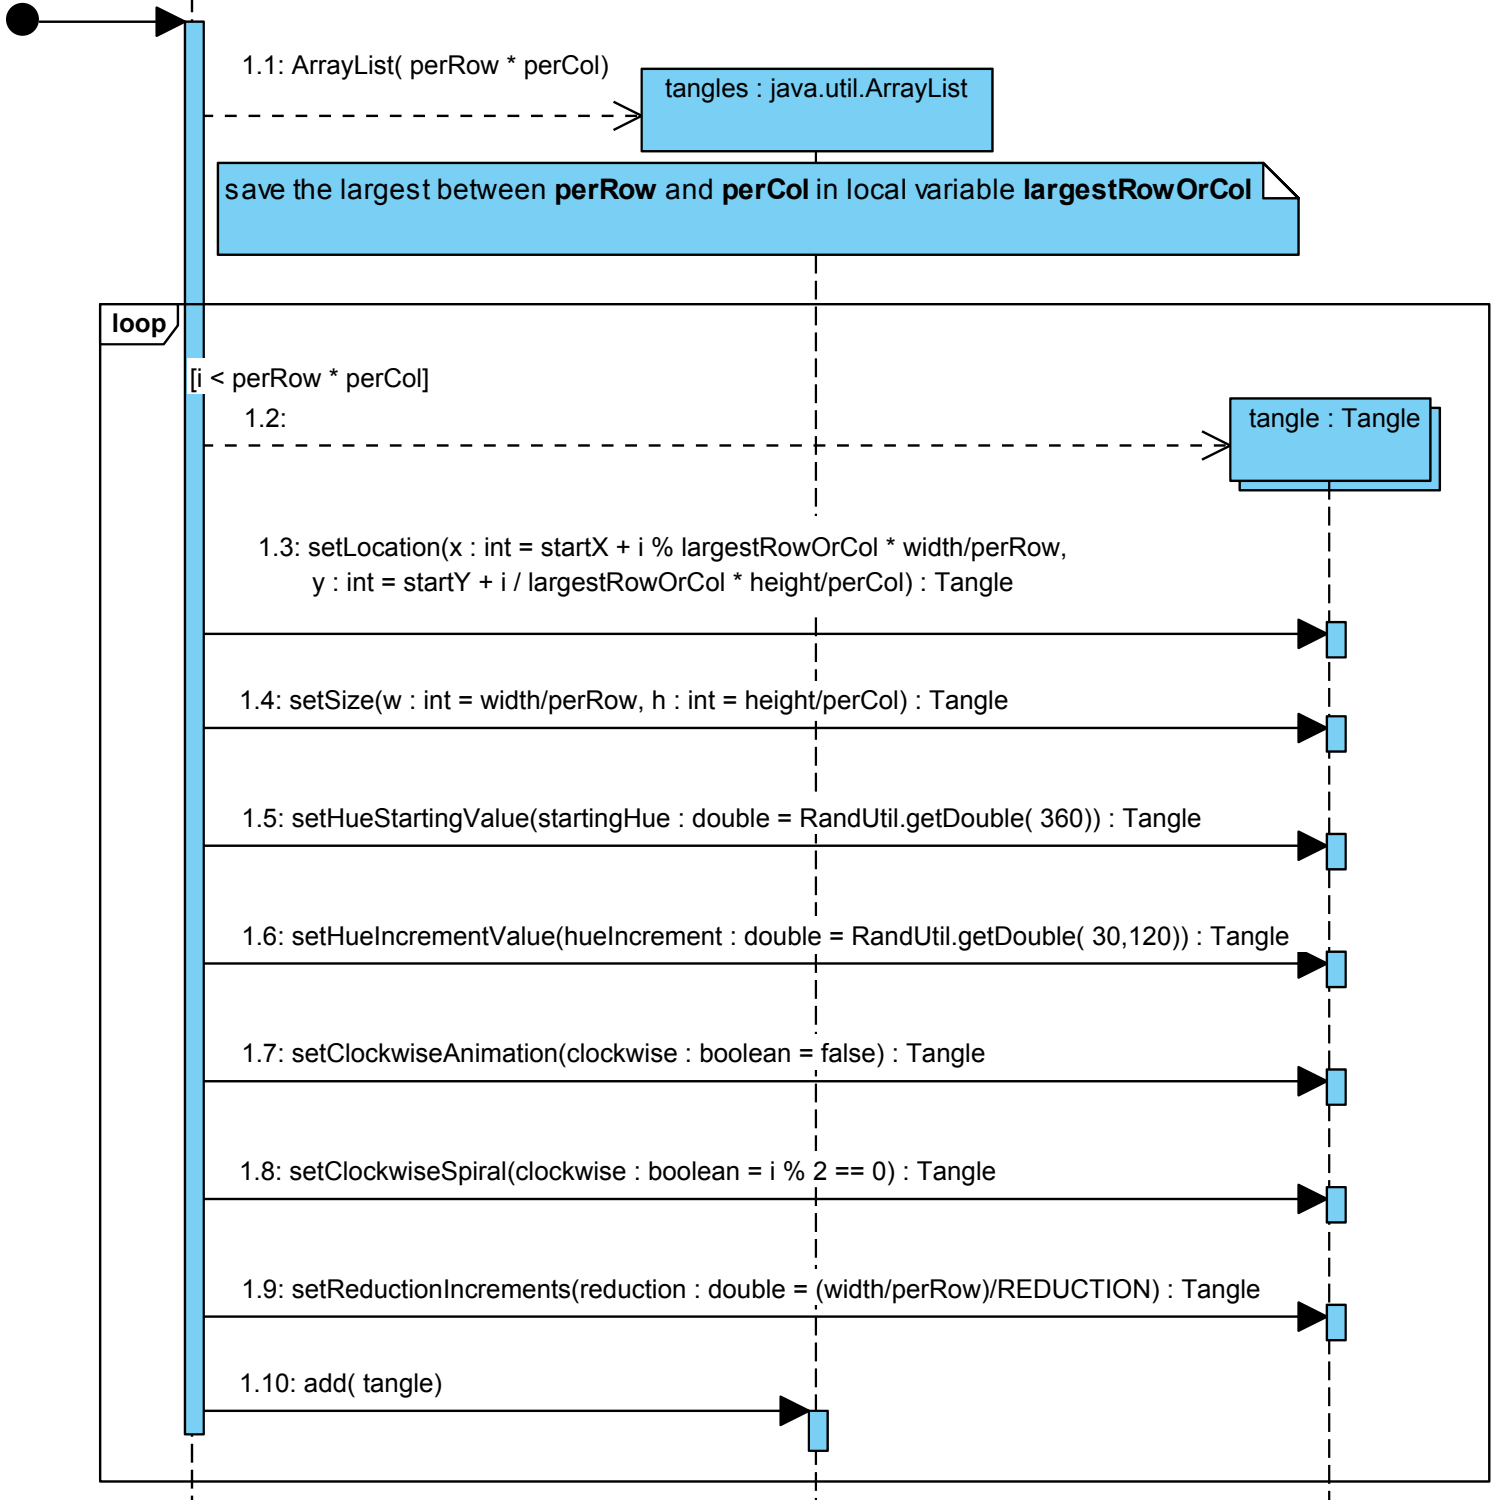 1.1: ArrayList( perRow * perCol)
tangles : java.util.ArrayList
save the largest between perRow and perCol in local variable largestRowOrCol
loop
[i < perRow * perCol]
1.2:
tangle : Tangle
1.3: setLocation(x : int = startX + i % largestRowOrCol * width/perRow,
y : int = startY + i / largestRowOrCol * height/perCol) : Tangle
1.4: setSize(w : int = width/perRow, h : int = height/perCol) : Tangle
1.5: setHueStartingValue(startingHue : double = RandUtil.getDouble( 360)) : Tangle
1.6: setHueIncrementValue(hueIncrement : double = RandUtil.getDouble( 30,120)) : Tangle
1.7: setClockwiseAnimation(clockwise : boolean = false) : Tangle
1.8: setClockwiseSpiral(clockwise : boolean = i % 2 == 0) : Tangle
1.9: setReductionIncrements(reduction : double = (width/perRow)/REDUCTION) : Tangle
1.10: add( tangle)